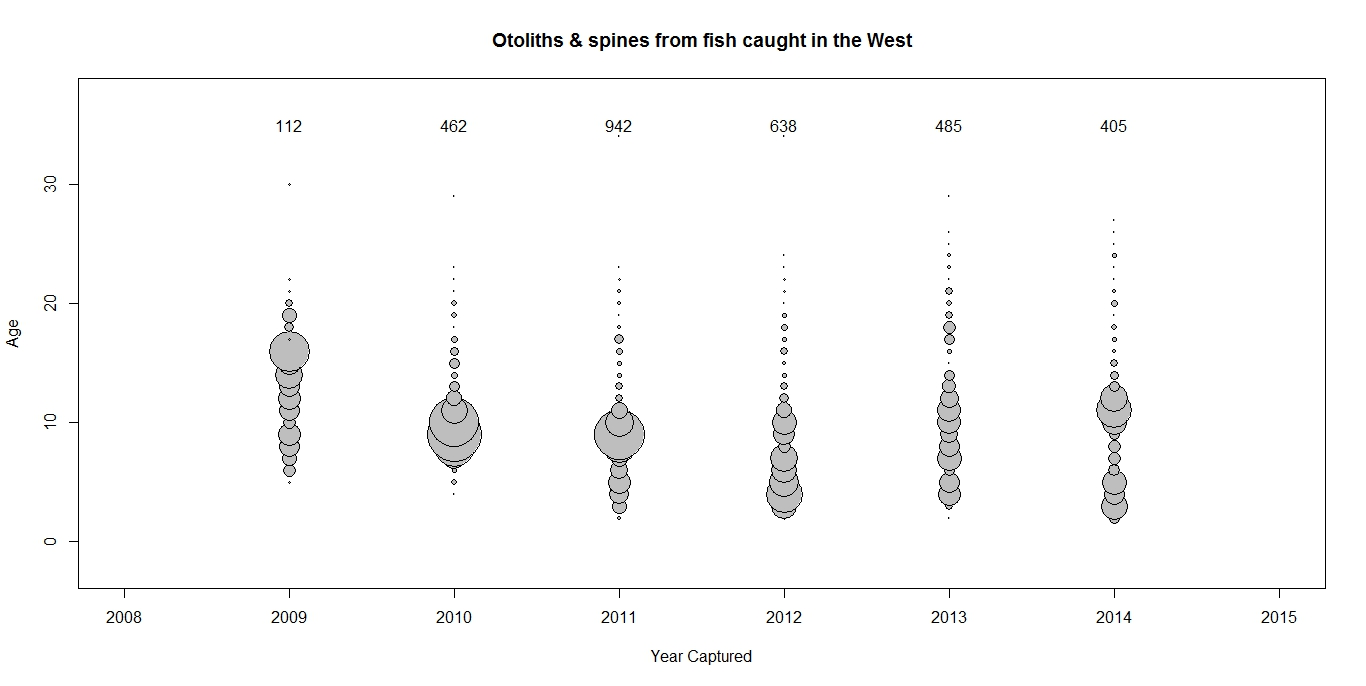 Otoliths & spines from fish caught in the West
112 462 942 638 485 405
30
20
10
0
Age
2008 2009 2010 2011 2012 2013 2014 2015
Year Captured